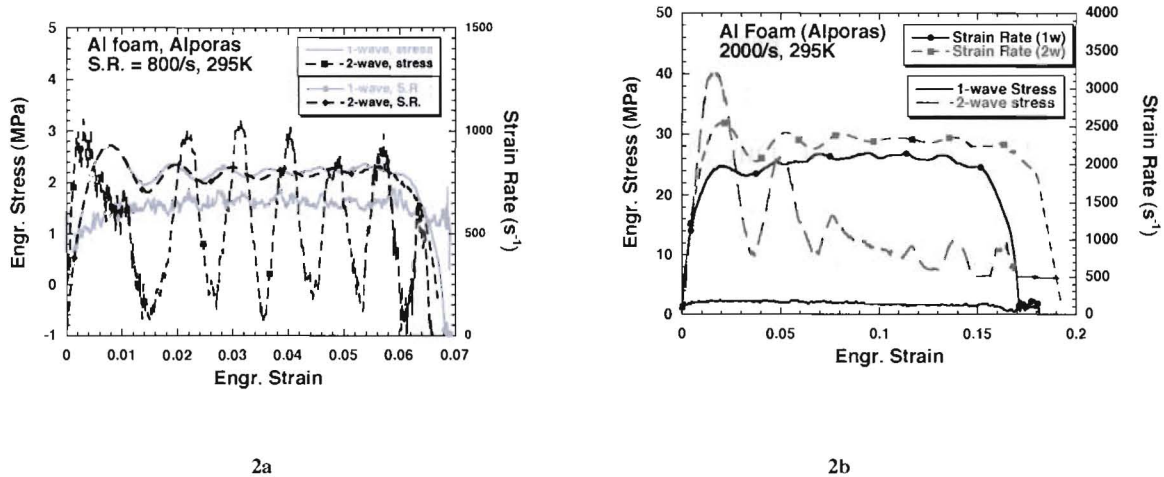 Al foam, Alporas
S.R. = 800/s, 295K
1-wave, stress
2-wave, stress
1-wave, S.R
2-wave, S.R.
Engr. Stress (MPa)
5
4
3
2
1
0
-1
Strain Rate (s⁻¹)
1500
1000
500
0
0 0.01 0.02 0.03 0.04 0.05 0.06 0.07
Engr. Strain
2a
Al Foam (Alporas)
2000/s, 295K
Strain Rate (1w)
Strain Rate (2w)
1-wave Stress
2-wave stress
Engr. Stress (MPa)
50
40
30
20
10
0
Strain Rate (s⁻¹)
4000
3500
3000
2500
2000
1500
1000
500
0
0 0.05 0.1 0.15 0.2
Engr. Strain
2b